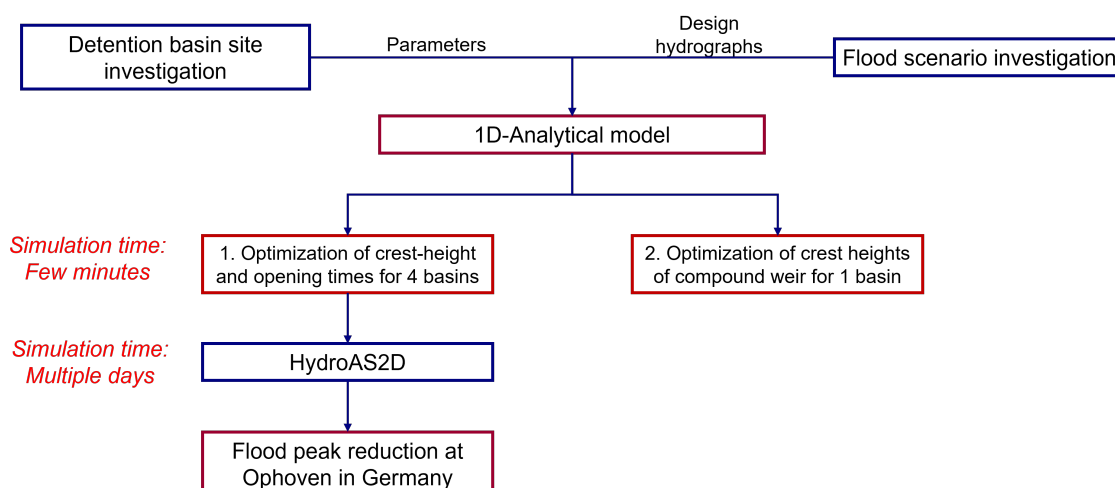 Detention basin site
investigation
Parameters
Design
hydrographs
Flood scenario investigation
1D-Analytical model
Simulation time:
Few minutes
1. Optimization of crest-height
and opening times for 4 basins
2. Optimization of crest heights
of compound weir for 1 basin
Simulation time:
Multiple days
HydroAS2D
Flood peak reduction at
Ophoven in Germany